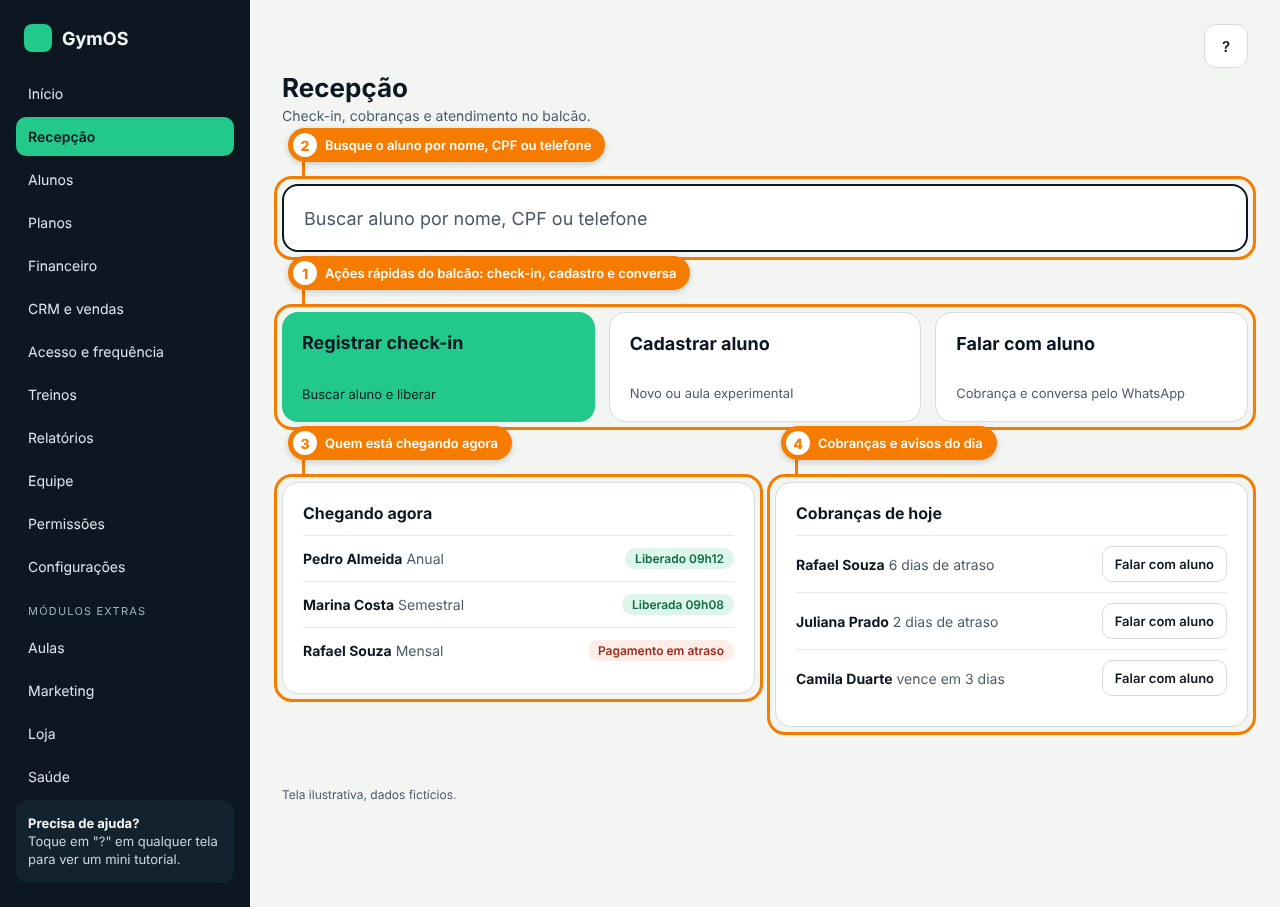 GymOS
Início
Recepção
Alunos
Planos
Financeiro
CRM e vendas
Acesso e frequência
Treinos
Relatórios
Equipe
Permissões
Configurações
MÓDULOS EXTRAS
Aulas
Marketing
Loja
Saúde
Precisa de ajuda?
Toque em "?" em qualquer tela
para ver um mini tutorial.
?
Recepção
Check-in, cobranças e atendimento no balcão.
2 Busque o aluno por nome, CPF ou telefone
Buscar aluno por nome, CPF ou telefone
1 Ações rápidas do balcão: check-in, cadastro e conversa
Registrar check-in
Buscar aluno e liberar
Cadastrar aluno
Novo ou aula experimental
Falar com aluno
Cobrança e conversa pelo WhatsApp
3 Quem está chegando agora
Chegando agora
Pedro Almeida Anual Liberado 09h12
Marina Costa Semestral Liberada 09h08
Rafael Souza Mensal Pagamento em atraso
4 Cobranças e avisos do dia
Cobranças de hoje
Rafael Souza 6 dias de atraso Falar com aluno
Juliana Prado 2 dias de atraso Falar com aluno
Camila Duarte vence em 3 dias Falar com aluno
Tela ilustrativa, dados fictícios.